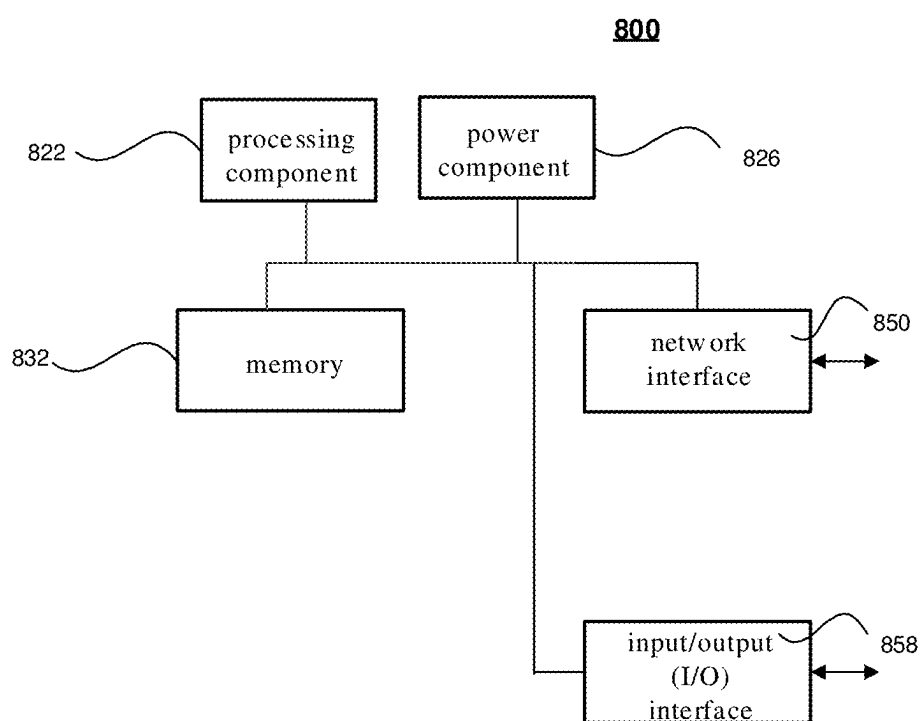 800
processing
component
822
power
component
826
memory
832
network
interface
850
input/output
(I/O)
interface
858